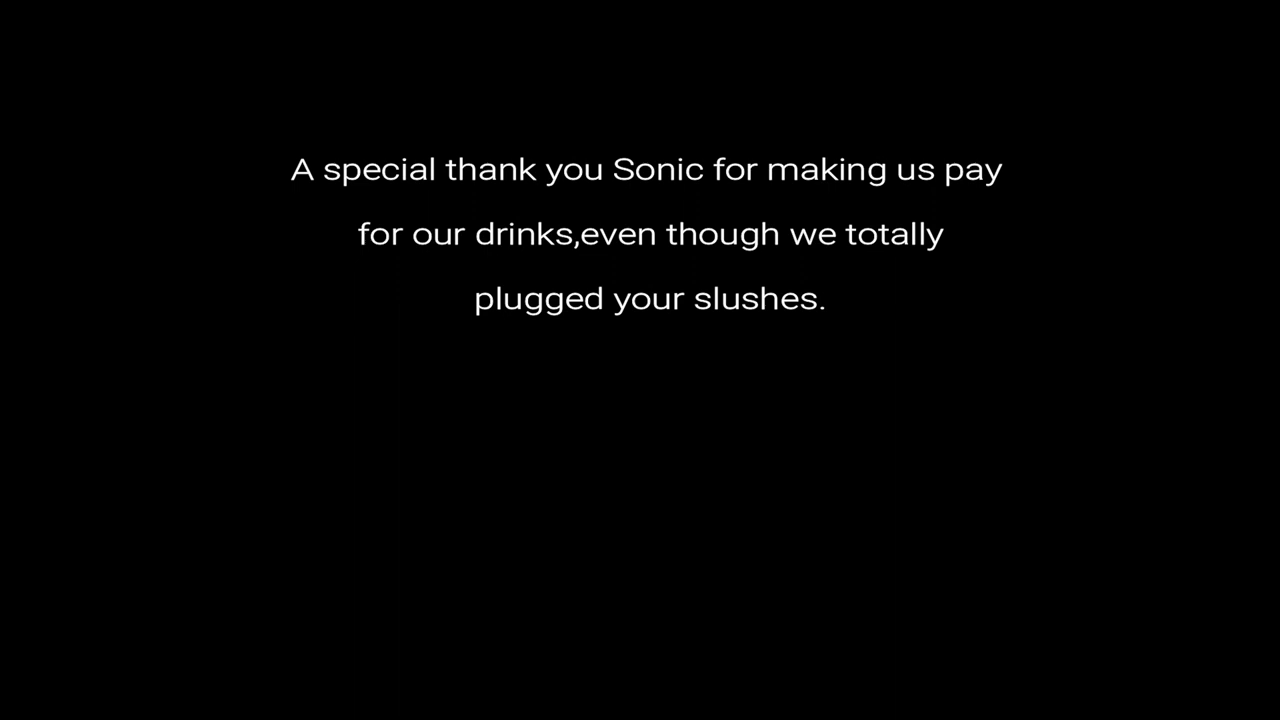 A special thank you Sonic for making us pay
for our drinks,even though we totally
plugged your slushes.